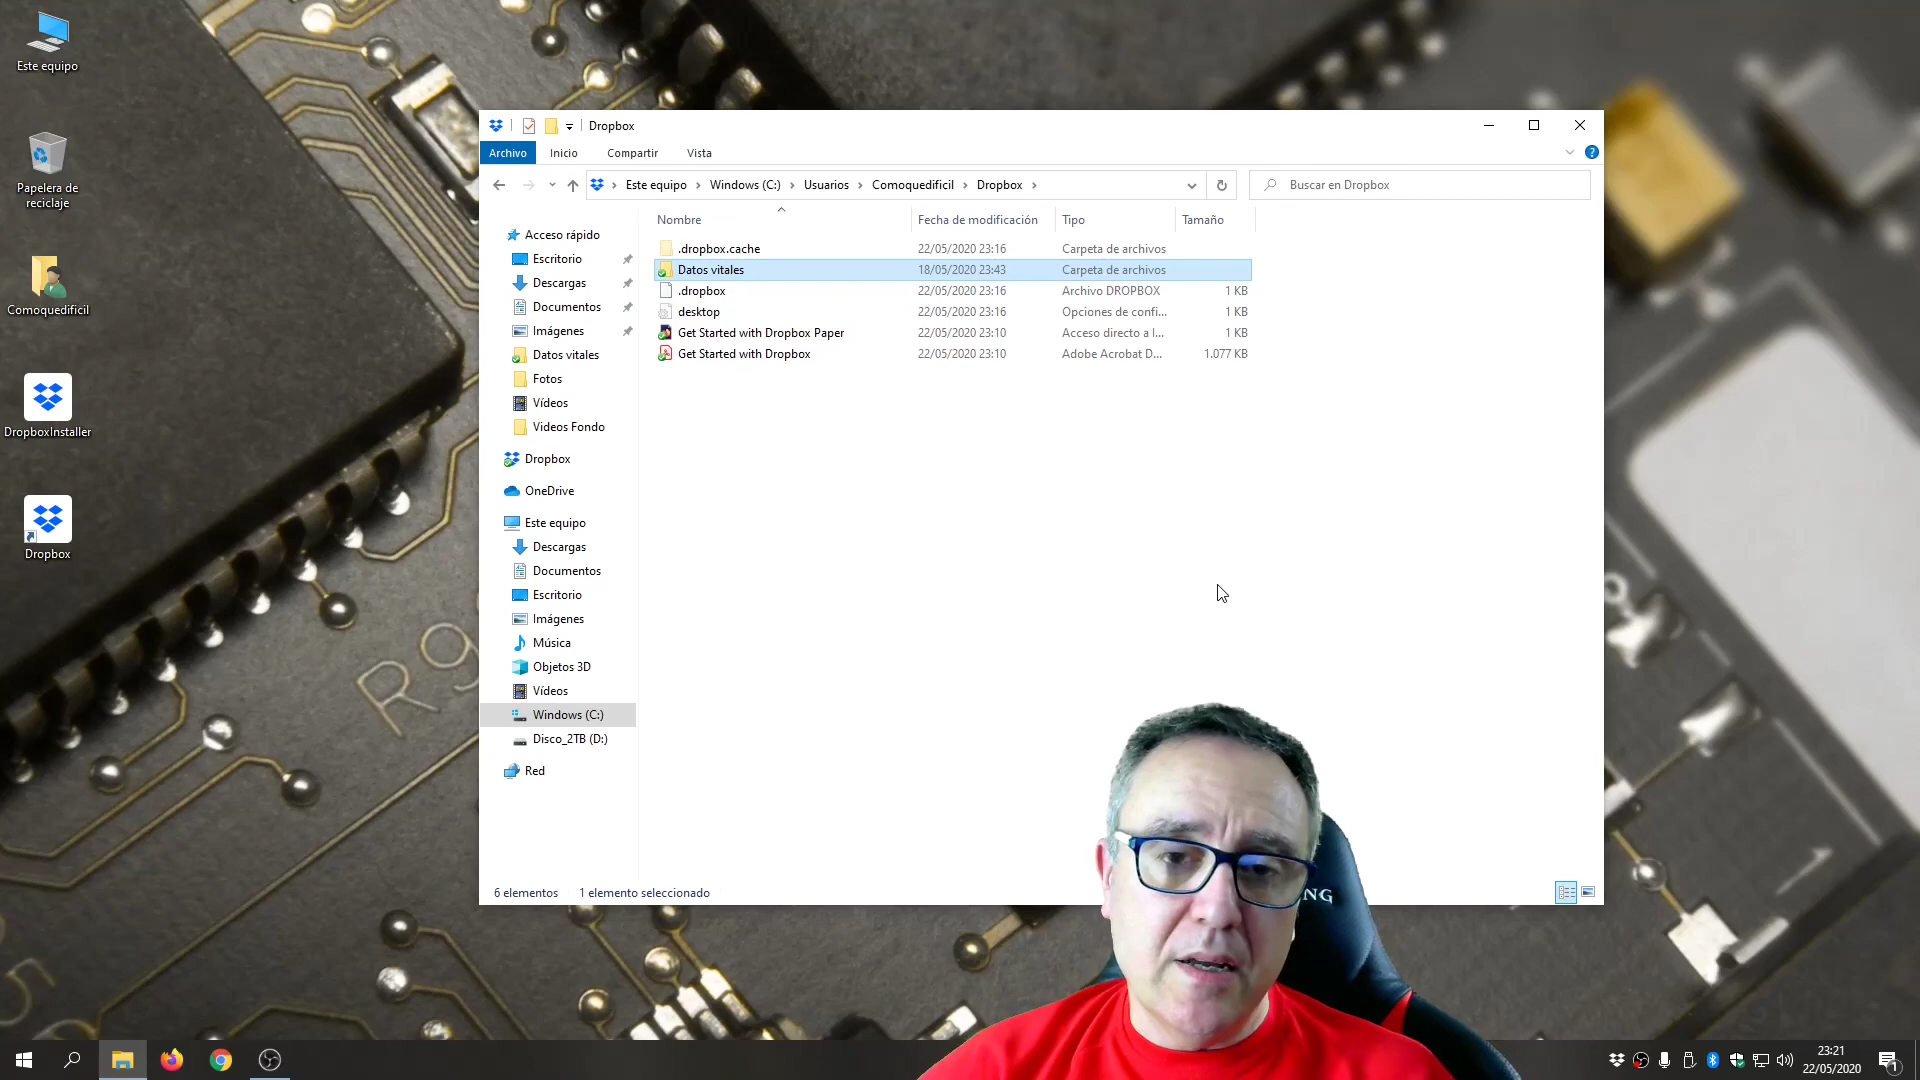 Este equipo
Papelera de
reciclaje
Comoquedificil
DropboxInstaller
Dropbox
Dropbox
Archivo
Inicio
Compartir
Vista
Este equipo
Windows (C:)
Usuarios
Comoquedificil
Dropbox
Buscar en Dropbox
Nombre
Fecha de modificación
Tipo
Tamaño
.dropbox.cache 22/05/2020 23:16 Carpeta de archivos
Datos vitales 18/05/2020 23:43 Carpeta de archivos
.dropbox 22/05/2020 23:16 Archivo DROPBOX 1 KB
desktop 22/05/2020 23:16 Opciones de confi... 1 KB
Get Started with Dropbox Paper 22/05/2020 23:10 Acceso directo a I... 1 KB
Get Started with Dropbox 22/05/2020 23:10 Adobe Acrobat D... 1.077 KB
Acceso rápido
Escritorio
Descargas
Documentos
Imágenes
Datos vitales
Fotos
Vídeos
Videos Fondo
Dropbox
OneDrive
Este equipo
Descargas
Documentos
Escritorio
Imágenes
Música
Objetos 3D
Vídeos
Windows (C:)
Disco_2TB (D:)
Red
6 elementos
1 elemento seleccionado
NG
23:21
22/05/2020
1